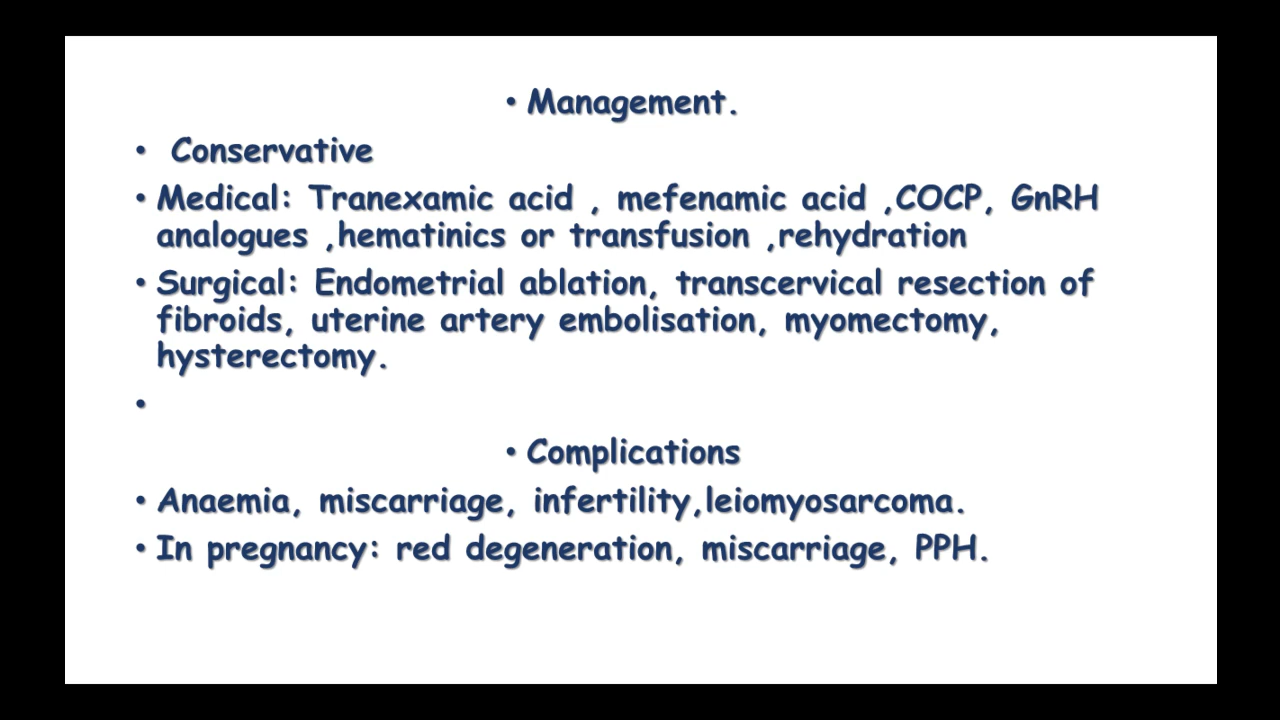 • Management.
• Conservative
• Medical: Tranexamic acid , mefenamic acid ,COCP, GnRH
analogues ,hematinics or transfusion ,rehydration
• Surgical: Endometrial ablation, transcervical resection of
fibroids, uterine artery embolisation, myomectomy,
hysterectomy.
•
• Complications
• Anaemia, miscarriage, infertility,leiomyosarcoma.
• In pregnancy: red degeneration, miscarriage, PPH.